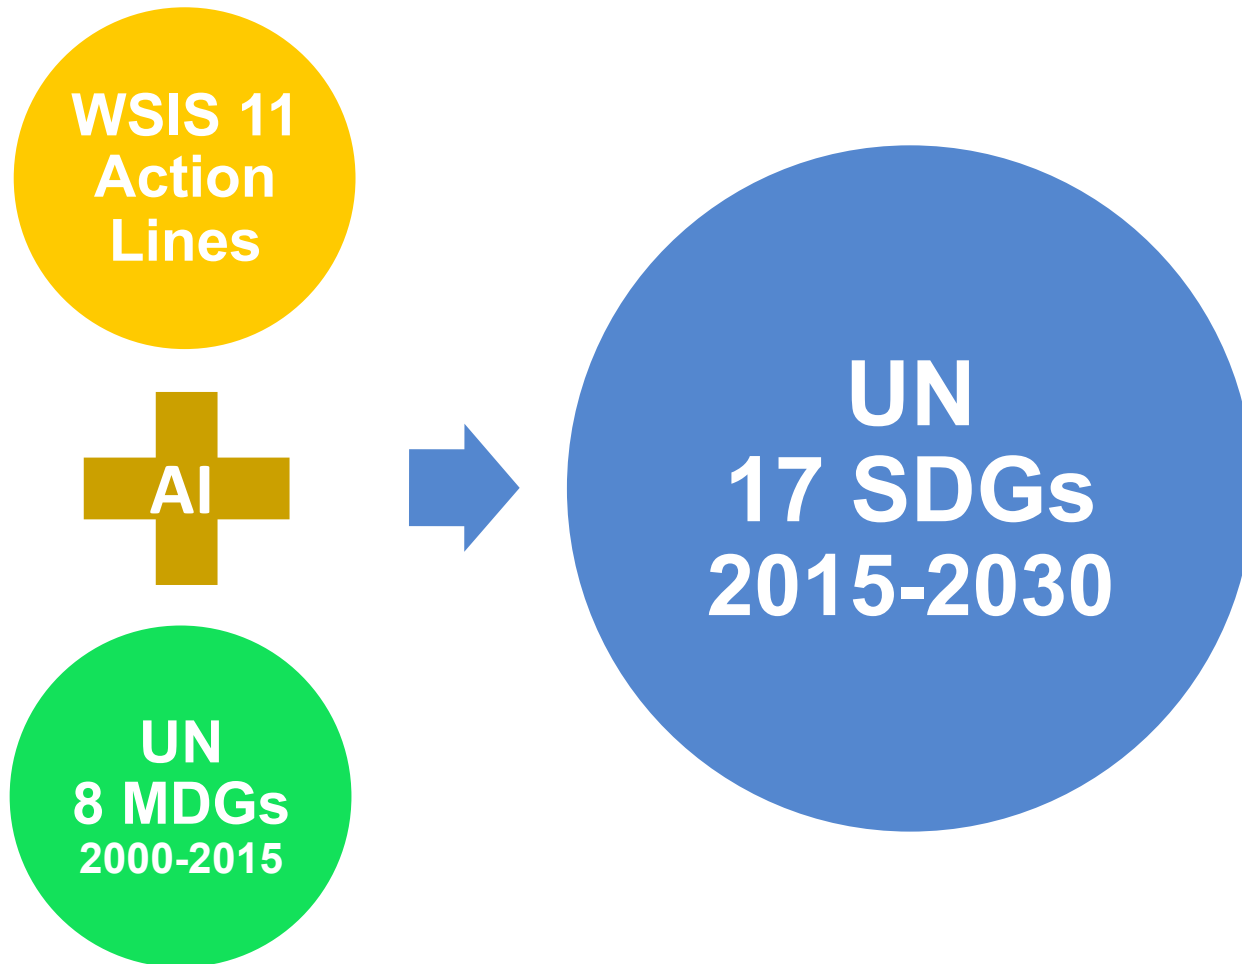 WSIS 11
Action
Lines
AI
UN
8 MDGs
2000-2015
UN
17 SDGs
2015-2030